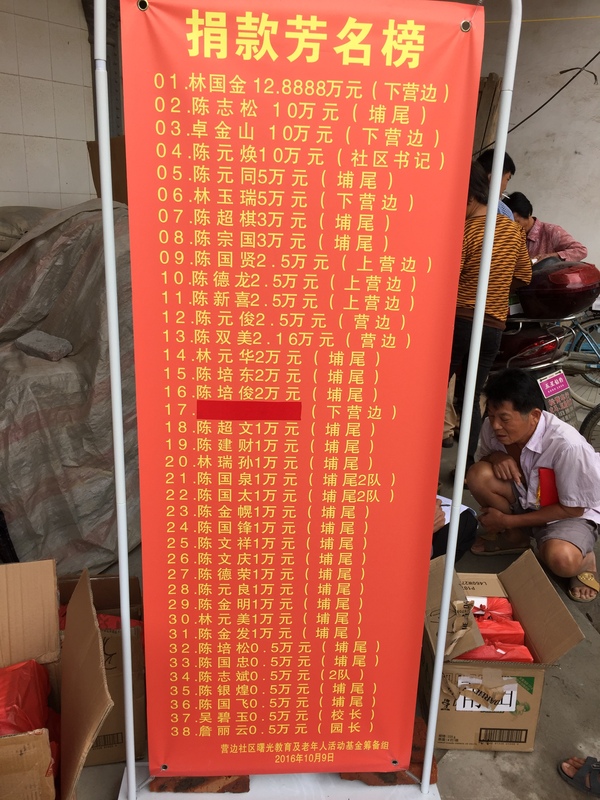 捐款芳名榜
01.林国金 12.8888万元(下营边)
02.陈志松 10万元(埔尾)
03.卓金山 10万元(下营边)
04.陈元焕10万元(社区书记)
05.陈元同5万元(埔尾)
06.林玉瑞5万元(下营边)
07.陈超棋3万元(埔尾)
08.陈宗国3万元(埔尾)
09.陈国贤2.5万元(上营边)
10.陈德龙2.5万元(上营边)
11.陈新喜2.5万元(上营边)
12.陈元俊2.5万元(营边)
13.陈双美2.16万元(营边)
14.林元华2万元(埔尾)
15.陈培东2万元(埔尾)
16.陈培俊2万元(埔尾)
17.(下营边)
18.陈超文1万元(埔尾)
19.陈建财1万元(埔尾)
20.林瑞孙1万元(埔尾)
21.陈国泉1万元(埔尾2队)
22.陈国太1万元(埔尾2队)
23.陈金幌1万元(埔尾)
24.陈国锋1万元(埔尾)
25.陈文祥1万元(埔尾)
26.陈文庆1万元(埔尾)
27.陈德荣1万元(埔尾)
28.陈元良1万元(埔尾)
29.陈金明1万元(埔尾)
30.林元美1万元(埔尾)
31.陈金发1万元(埔尾)
32.陈培松0.5万元(埔尾)
33.陈国忠0.5万元(埔尾)
34.陈志斌0.5万元(2队)
35.陈银煌0.5万元(埔尾)
36.陈国飞0.5万元(埔尾)
37.吴碧玉0.5万元(校长)
38.詹丽云0.5万元(园长)
营边社区曙光教育及老年人活动基金筹备组
2016年10月9日